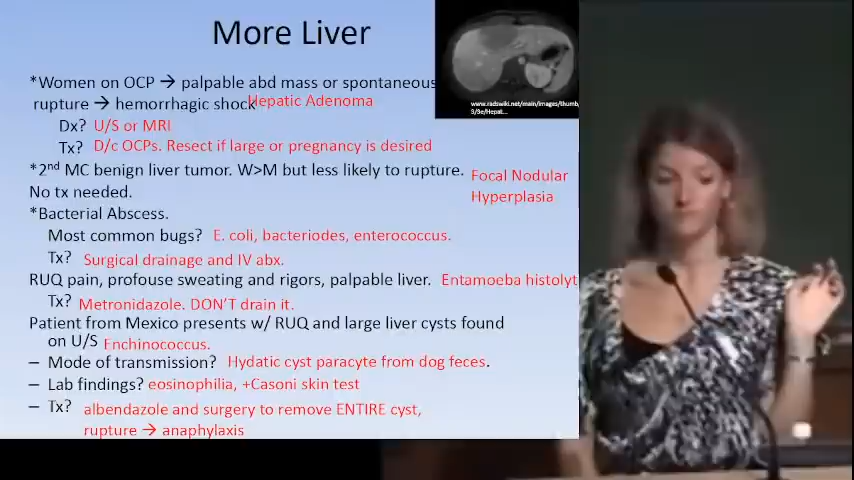 More Liver
www.radswiki.net/main/images/thumb/
3/3e/Hepat...
*Women on OCP → palpable abd mass or spontaneous
rupture → hemorrhagic shock Hepatic Adenoma
Dx? U/S or MRI
Tx? D/c OCPs. Resect if large or pregnancy is desired
*2nd MC benign liver tumor. W>M but less likely to rupture. Focal Nodular
No tx needed. Hyperplasia
*Bacterial Abscess.
Most common bugs? E. coli, bacteriodes, enterococcus.
Tx? Surgical drainage and IV abx.
RUQ pain, profouse sweating and rigors, palpable liver. Entamoeba histolyt
Tx? Metronidazole. DON'T drain it.
Patient from Mexico presents w/ RUQ and large liver cysts found
on U/S Enchinococcus.
– Mode of transmission? Hydatic cyst paracyte from dog feces.
– Lab findings? eosinophilia, +Casoni skin test
– Tx? albendazole and surgery to remove ENTIRE cyst,
rupture → anaphylaxis